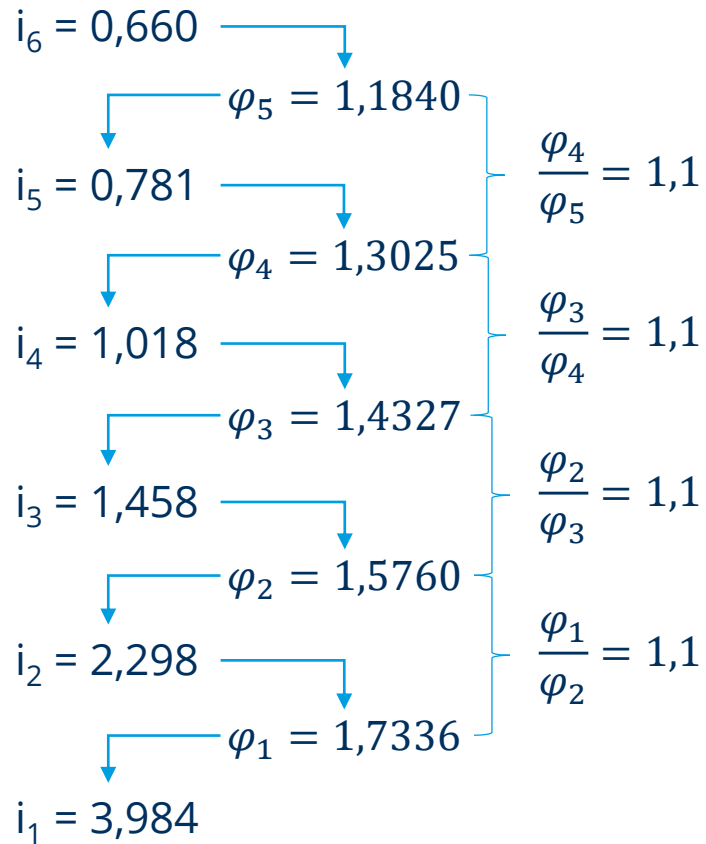 i₆ = 0,660
φ₅ = 1,1840
φ₄/φ₅ = 1,1
i₅ = 0,781
φ₄ = 1,3025
φ₃/φ₄ = 1,1
i₄ = 1,018
φ₃ = 1,4327
φ₂/φ₃ = 1,1
i₃ = 1,458
φ₂ = 1,5760
φ₁/φ₂ = 1,1
i₂ = 2,298
φ₁ = 1,7336
i₁ = 3,984